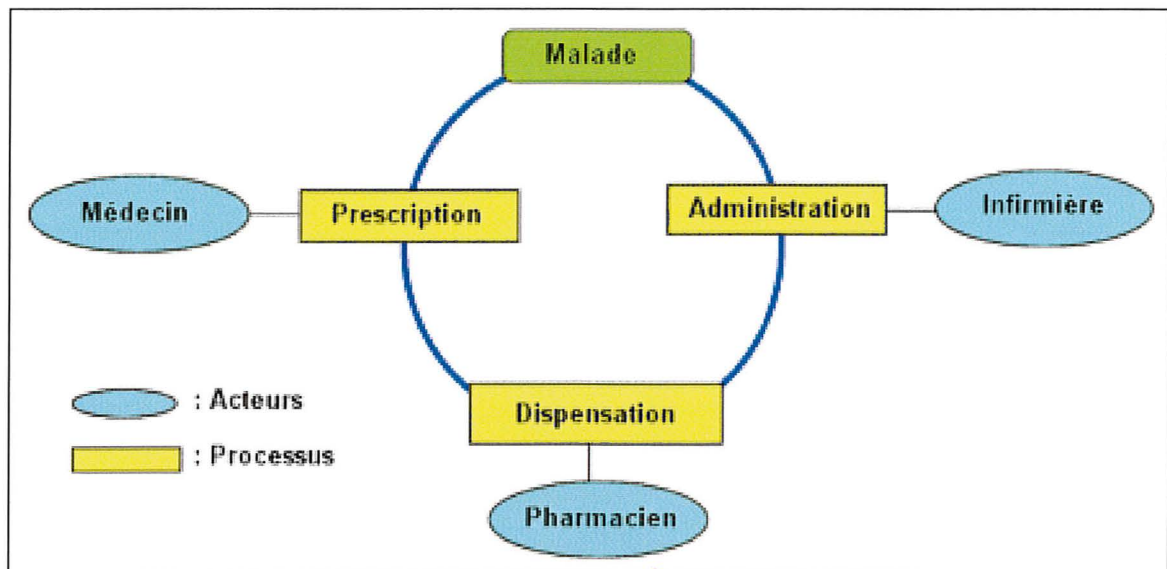 Malade
Médecin
Prescription
Administration
Infirmière
Dispensation
: Acteurs
: Processus
Pharmacien